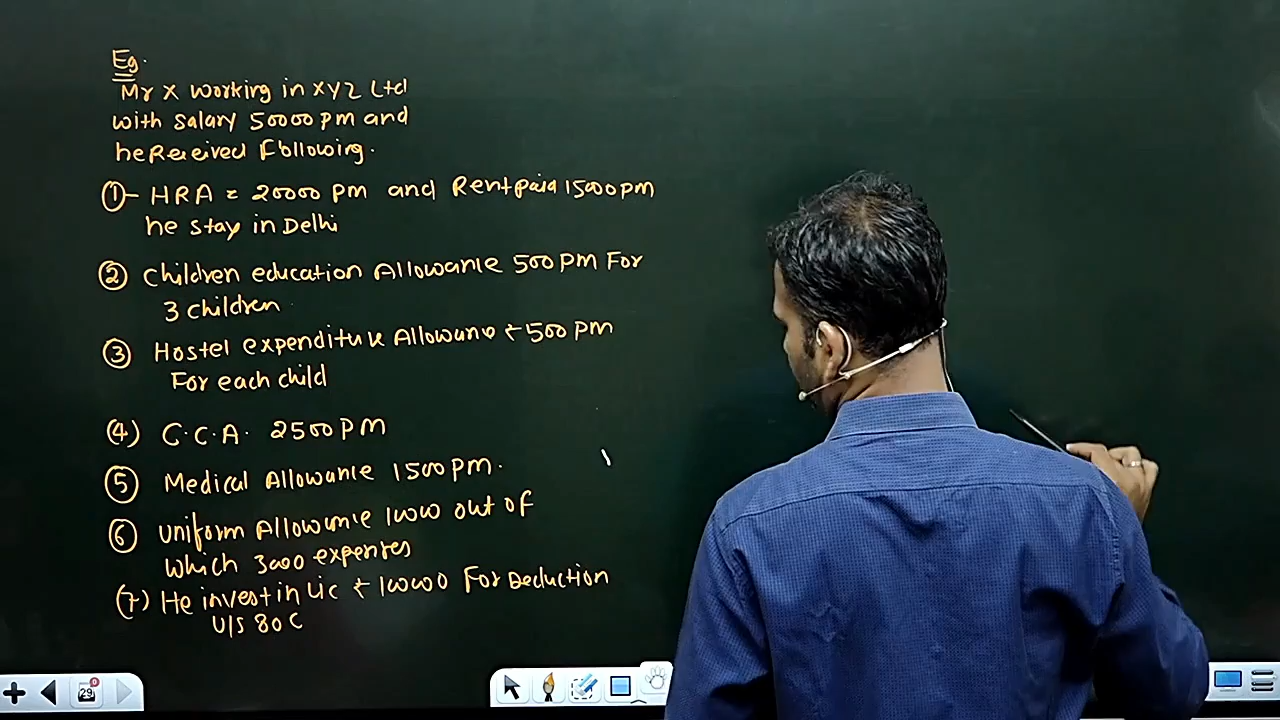 Eg.
Mr X working in XYZ Ltd
with salary 50000 pm and
he Received Following.
① HRA = 20000 pm and Rent paid 15000 pm
he stay in Delhi
② Children education Allowance 500 pm For
3 children
③ Hostel expenditure Allowance ₹ 500 pm
For each child
(4) C.C.A. 2500 pm
⑤ Medical Allowance 1500 pm.
⑥ Uniform Allowance out of
which 3000 expenses
(7) He invest in Lic ₹ For Deduction
U/S 80 C
29
0